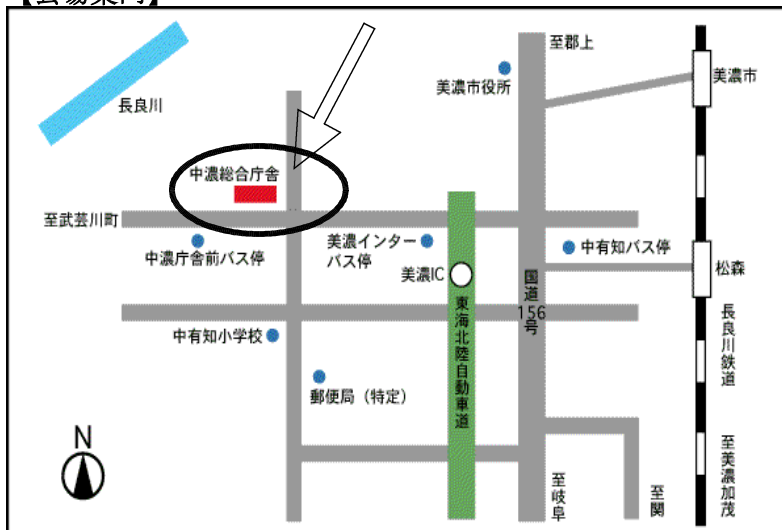 【会場案内】
至郡上
美濃市役所
美濃市
長良川
中濃総合庁舎
至武芸川町
中濃庁舎前バス停
美濃インター
バス停
中有知バス停
美濃IC
松森
国道
156
号
東海北陸自動車道
長良川鉄道
中有知小学校
郵便局（特定）
N
至岐阜
至関
至美濃加茂